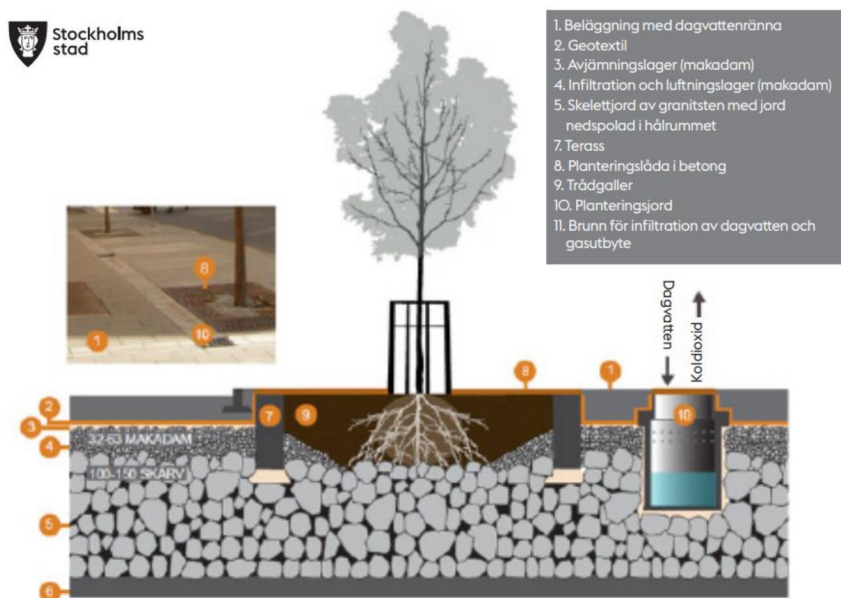 Stockholms
stad
1. Beläggning med dagvattenränna
2. Geotextil
3. Avjämningslager (makadam)
4. Infiltration och luftningslager (makadam)
5. Skelettjord av granitsten med jord
nedspolad i hålrummet
7. Terass
8. Planteringslåda i betong
9. Trädgaller
10. Planteringsjord
11. Brunn för infiltration av dagvatten och
gasutbyte
8
1
10
Dagvatten
Koldioxid
8
1
2
3
4
7
9
10
32-63 MAKADAM
100-150 SKÄRV
5
6